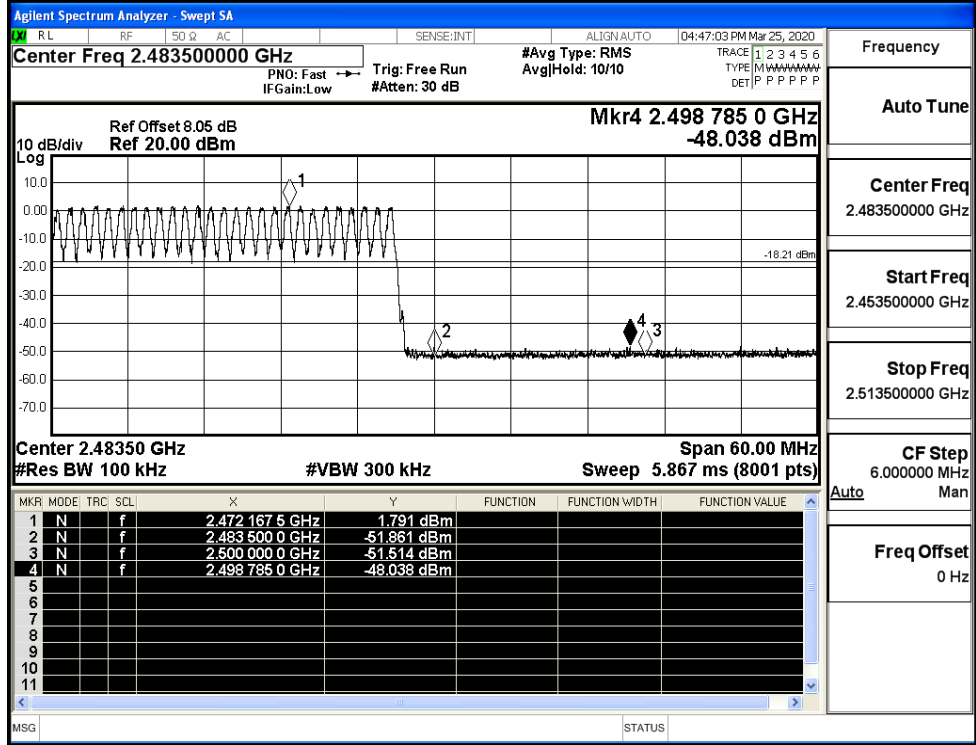 Agilent Spectrum Analyzer - Swept SA
LXI RL RF 50 Ω AC SENSE:INT ALIGNAUTO 04:47:03 PM Mar 25, 2020
Center Freq 2.483500000 GHz
PNO: Fast
IFGain:Low
Trig: Free Run
#Atten: 30 dB
#Avg Type: RMS
Avg|Hold: 10/10
TRACE 1 2 3 4 5 6
TYPE M
DET P P P P P P
Mkr4 2.498 785 0 GHz
-48.038 dBm
Ref Offset 8.05 dB
10 dB/div Ref 20.00 dBm
Log
10.0
0.00
-10.0
-20.0
-30.0
-40.0
-50.0
-60.0
-70.0
1
-18.21 dBm
2
4
3
Center 2.48350 GHz Span 60.00 MHz
#Res BW 100 kHz #VBW 300 kHz Sweep 5.867 ms (8001 pts)
MKR MODE TRC SCL X Y FUNCTION FUNCTION WIDTH FUNCTION VALUE
1 N f 2.472 167 5 GHz 1.791 dBm
2 N f 2.483 500 0 GHz -51.861 dBm
3 N f 2.500 000 0 GHz -51.514 dBm
4 N f 2.498 785 0 GHz -48.038 dBm
5
6
7
8
9
10
11
MSG STATUS
Frequency
Auto Tune
Center Freq
2.483500000 GHz
Start Freq
2.453500000 GHz
Stop Freq
2.513500000 GHz
CF Step
6.000000 MHz
Auto Man
Freq Offset
0 Hz